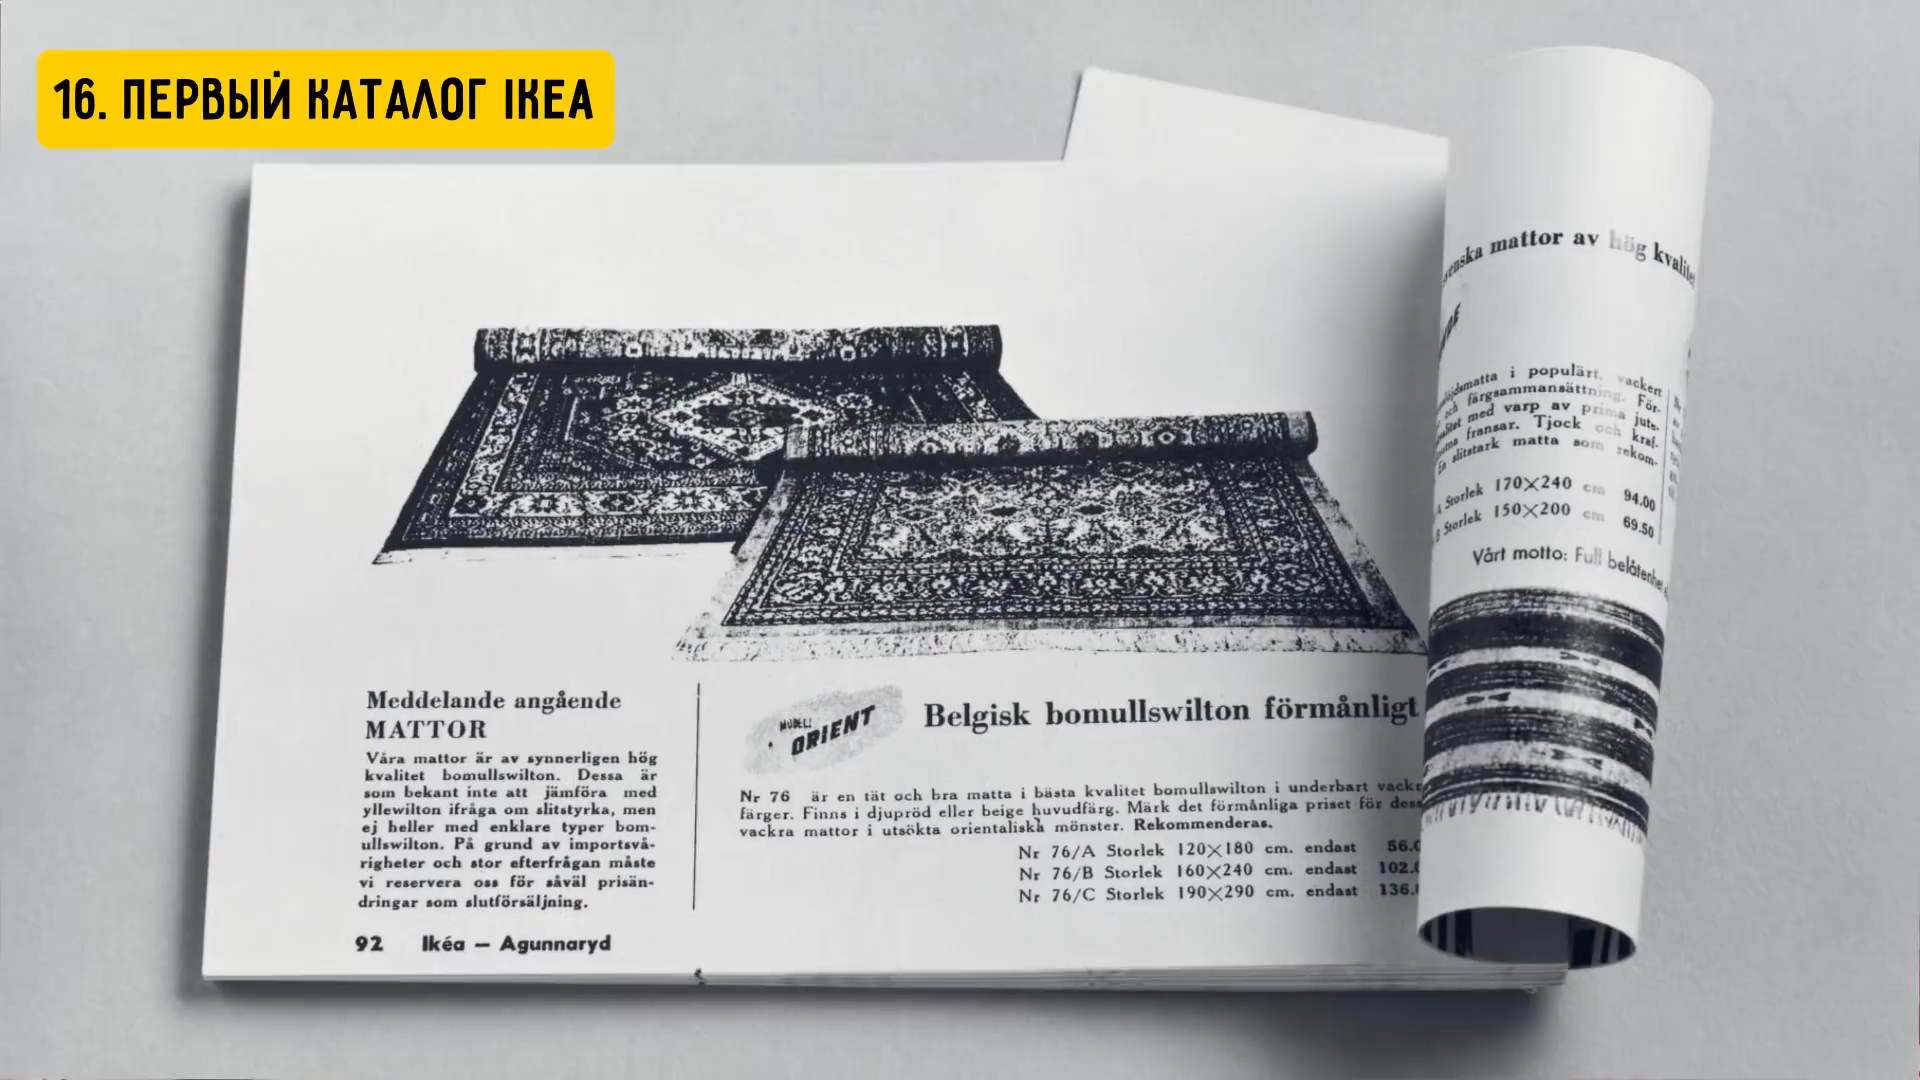 16. ПЕРВЫЙ КАТАЛОГ IKEA
Meddelande angående
MATTOR
Våra mattor är av synnerligen hög
kvalitet bomullswilton. Dessa är
som bekant inte att jämföra med
yllewilton ifråga om slitstyrka, men
ej heller med enklare typer bom-
ullswilton. På grund av importsvå-
righeter och stor efterfrågan måste
vi reservera oss för såväl prisän-
dringar som slutförsäljning.
92 Ikéa — Agunnaryd
MODELL
ORIENT
Belgisk bomullswilton förmånligt
Nr 76 är en tät och bra matta i bästa kvalitet bomullswilton i underbart
färger. Finns i djupröd eller beige huvudfärg. Märk det förmånliga priset för
vackra mattor i utsökta orientaliska mönster. Rekommenderas.
Nr 76/A Storlek 120×180 cm. endast 56.
Nr 76/B Storlek 160×240 cm. endast 102.
Nr 76/C Storlek 190×290 cm. endast 136.
mattor av hög kvalitet
i populärt, vackert
och färgsammansättning. För-
med varp av prima jute-
fransar. Tjock och kraf-
En slitstark matta som rekom-
A Storlek 170×240 cm 94.00
B Storlek 150×200 cm 69.50
Vårt motto: Full